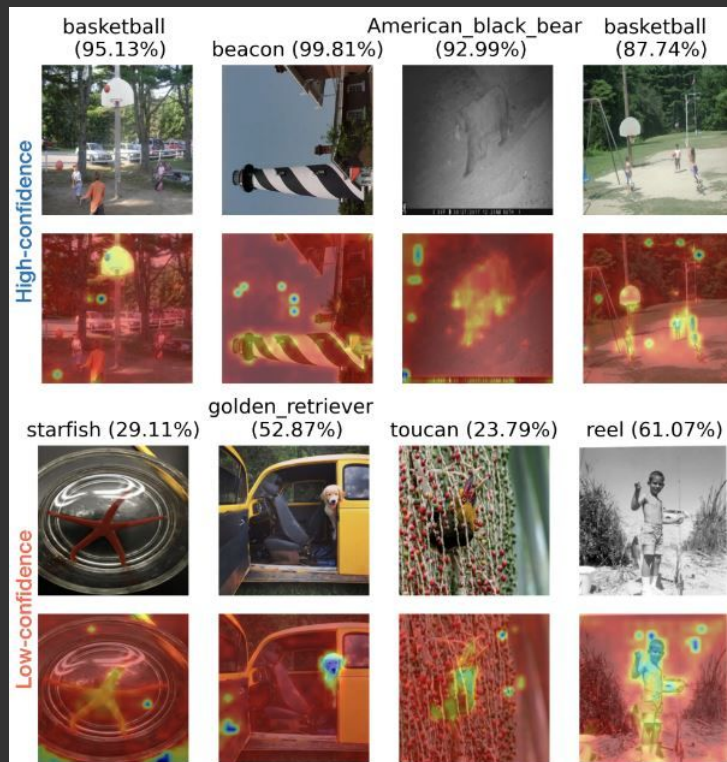 basketball
(95.13%)
beacon (99.81%)
American_black_bear
(92.99%)
basketball
(87.74%)
High-confidence
starfish (29.11%)
golden_retriever
(52.87%)
toucan (23.79%)
reel (61.07%)
Low-confidence